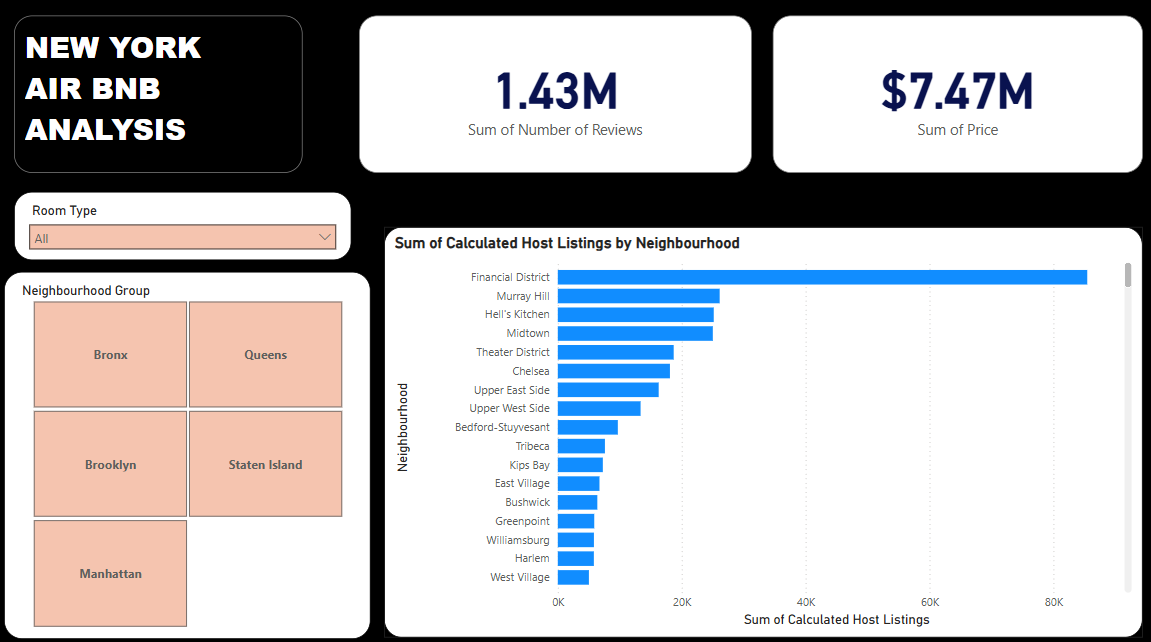 NEW YORK
AIR BNB
ANALYSIS
1.43M
Sum of Number of Reviews
$7.47M
Sum of Price
Room Type
All
Neighbourhood Group
Bronx
Queens
Brooklyn
Staten Island
Manhattan
Sum of Calculated Host Listings by Neighbourhood
Neighbourhood
Financial District
Murray Hill
Hell's Kitchen
Midtown
Theater District
Chelsea
Upper East Side
Upper West Side
Bedford-Stuyvesant
Tribeca
Kips Bay
East Village
Bushwick
Greenpoint
Williamsburg
Harlem
West Village
0K 20K 40K 60K 80K
Sum of Calculated Host Listings